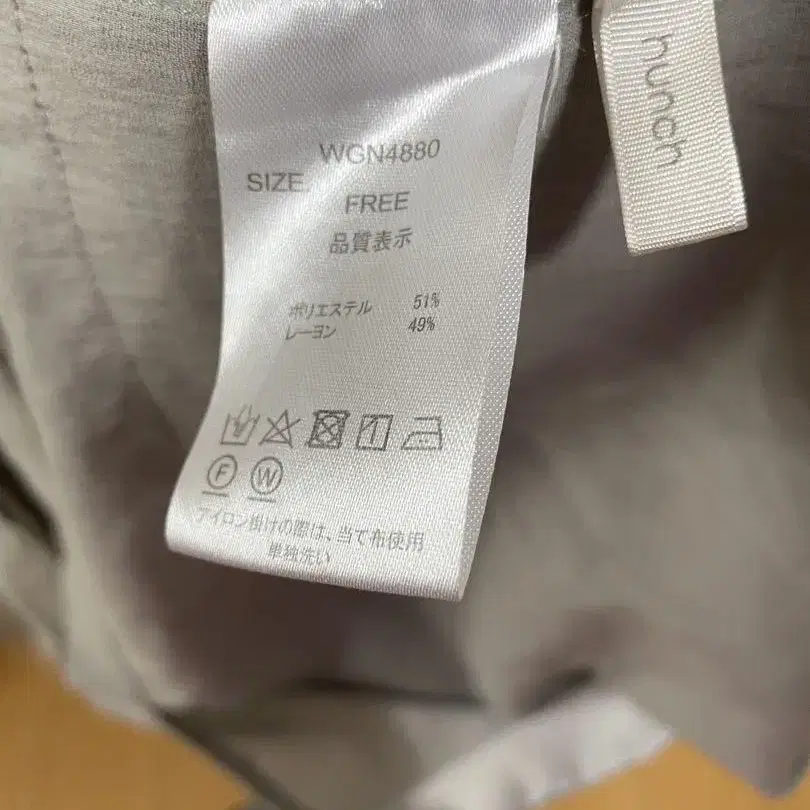 WGN4880
SIZE.
FREE
品質表示
ポリエステル 51%
レーヨン 49%
F W
アイロン掛けの際は、当て布使用
単独洗い
nunoh